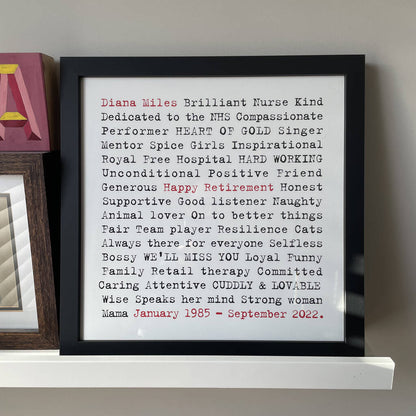 A
Diana Miles Brilliant Nurse Kind
Dedicated to the NHS Compassionate
Performer HEART OF GOLD Singer
Mentor Spice Girls Inspirational
Royal Free Hospital HARD WORKING
Unconditional Positive Friend
Generous Happy Retirement Honest
Supportive Good listener Naughty
Animal lover On to better things
Fair Team player Resilience Cats
Always there for everyone Selfless
Bossy WE'LL MISS YOU Loyal Funny
Family Retail therapy Committed
Caring Attentive CUDDLY & LOVABLE
Wise Speaks her mind Strong woman
Mama January 1985 - September 2022.